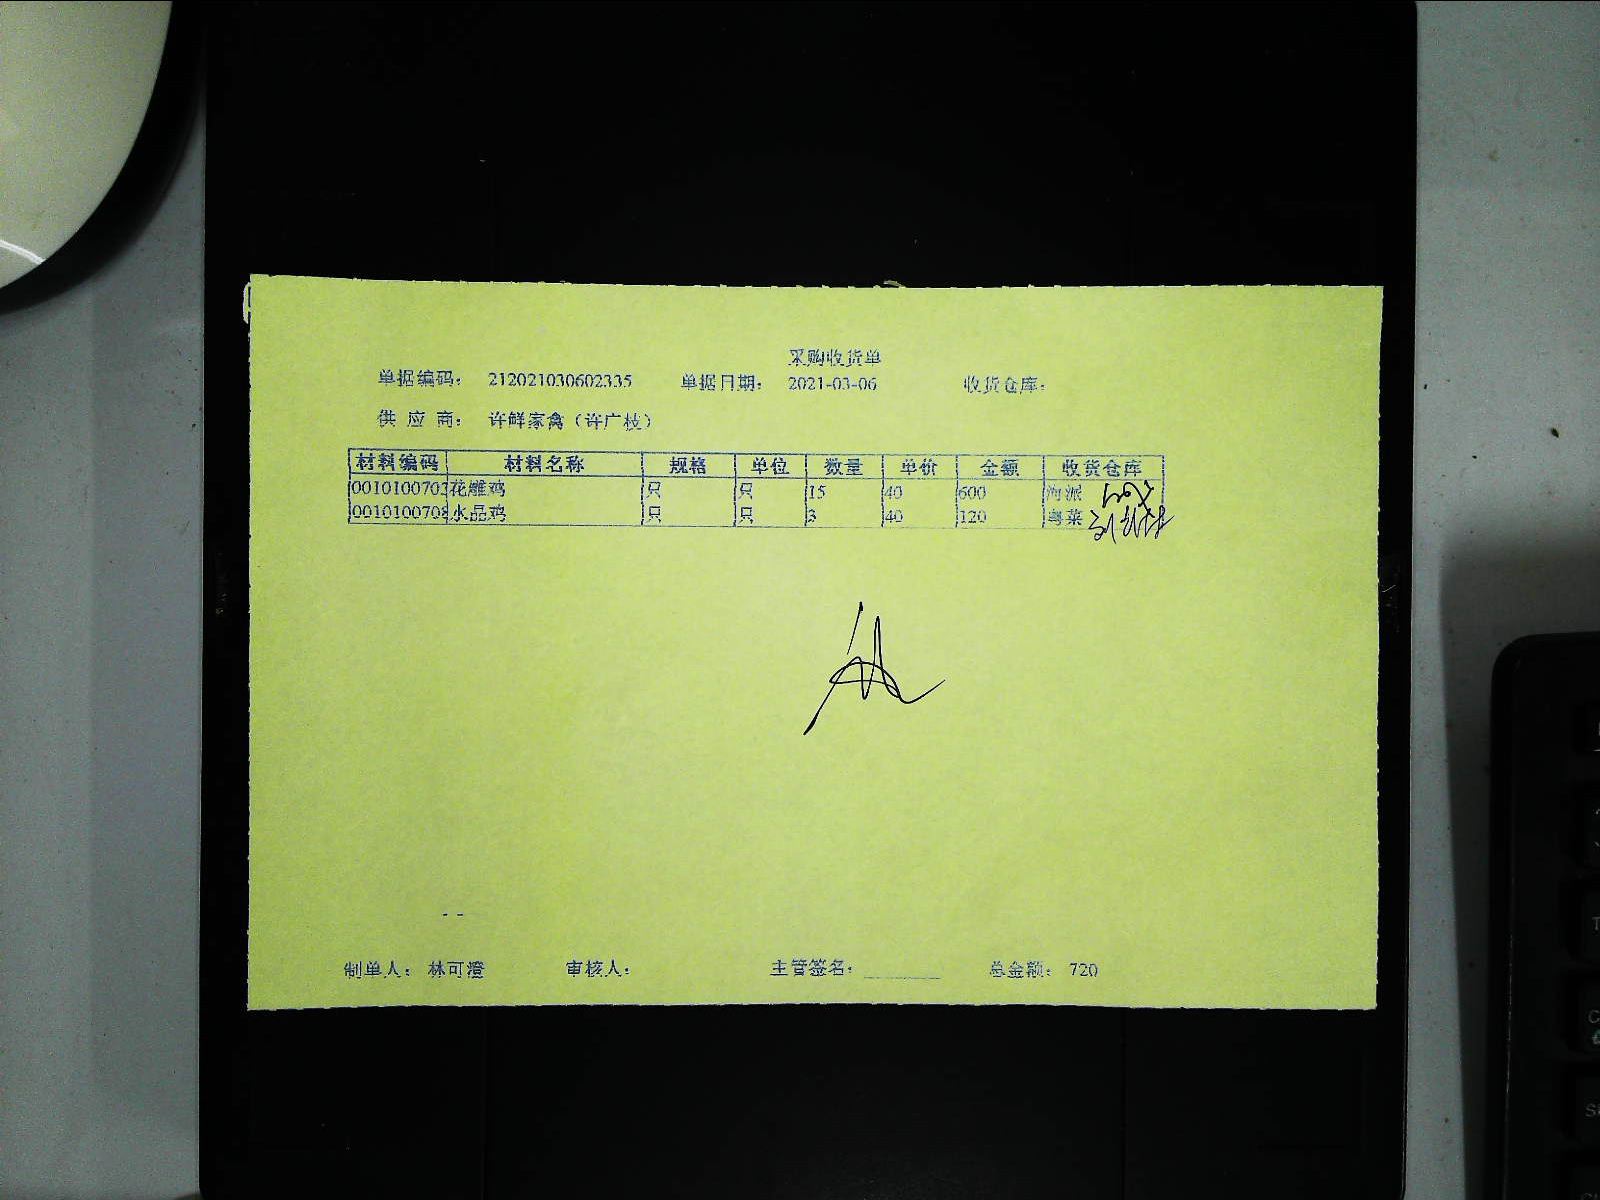 采购收货单
单据编码： 212021030602335 单据日期： 2021-03-06 收货仓库：
供 应 商： 许鲜家禽（许广枝）
材料编码 材料名称 规格 单位 数量 单价 金额 收货仓库
001010070 花雕鸡 只 只 15 40 600 海派
001010070 水晶鸡 只 只 3 40 120 粤菜
--
制单人： 林可澄 审核人： 主管签名： 总金额： 720